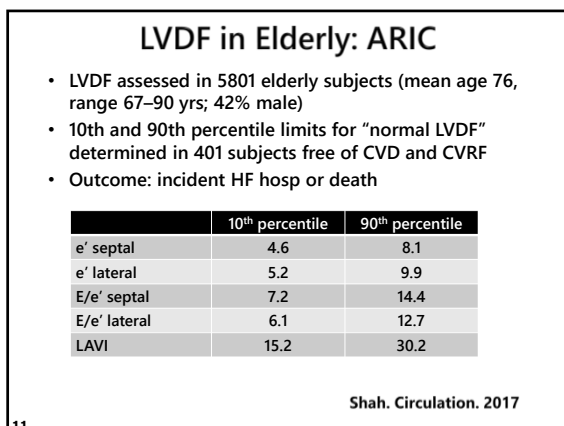 LVDF in Elderly: ARIC
• LVDF assessed in 5801 elderly subjects (mean age 76,
range 67–90 yrs; 42% male)
• 10th and 90th percentile limits for “normal LVDF”
determined in 401 subjects free of CVD and CVRF
• Outcome: incident HF hosp or death
10th percentile 90th percentile
e’ septal 4.6 8.1
e’ lateral 5.2 9.9
E/e’ septal 7.2 14.4
E/e’ lateral 6.1 12.7
LAVI 15.2 30.2
Shah. Circulation. 2017
11